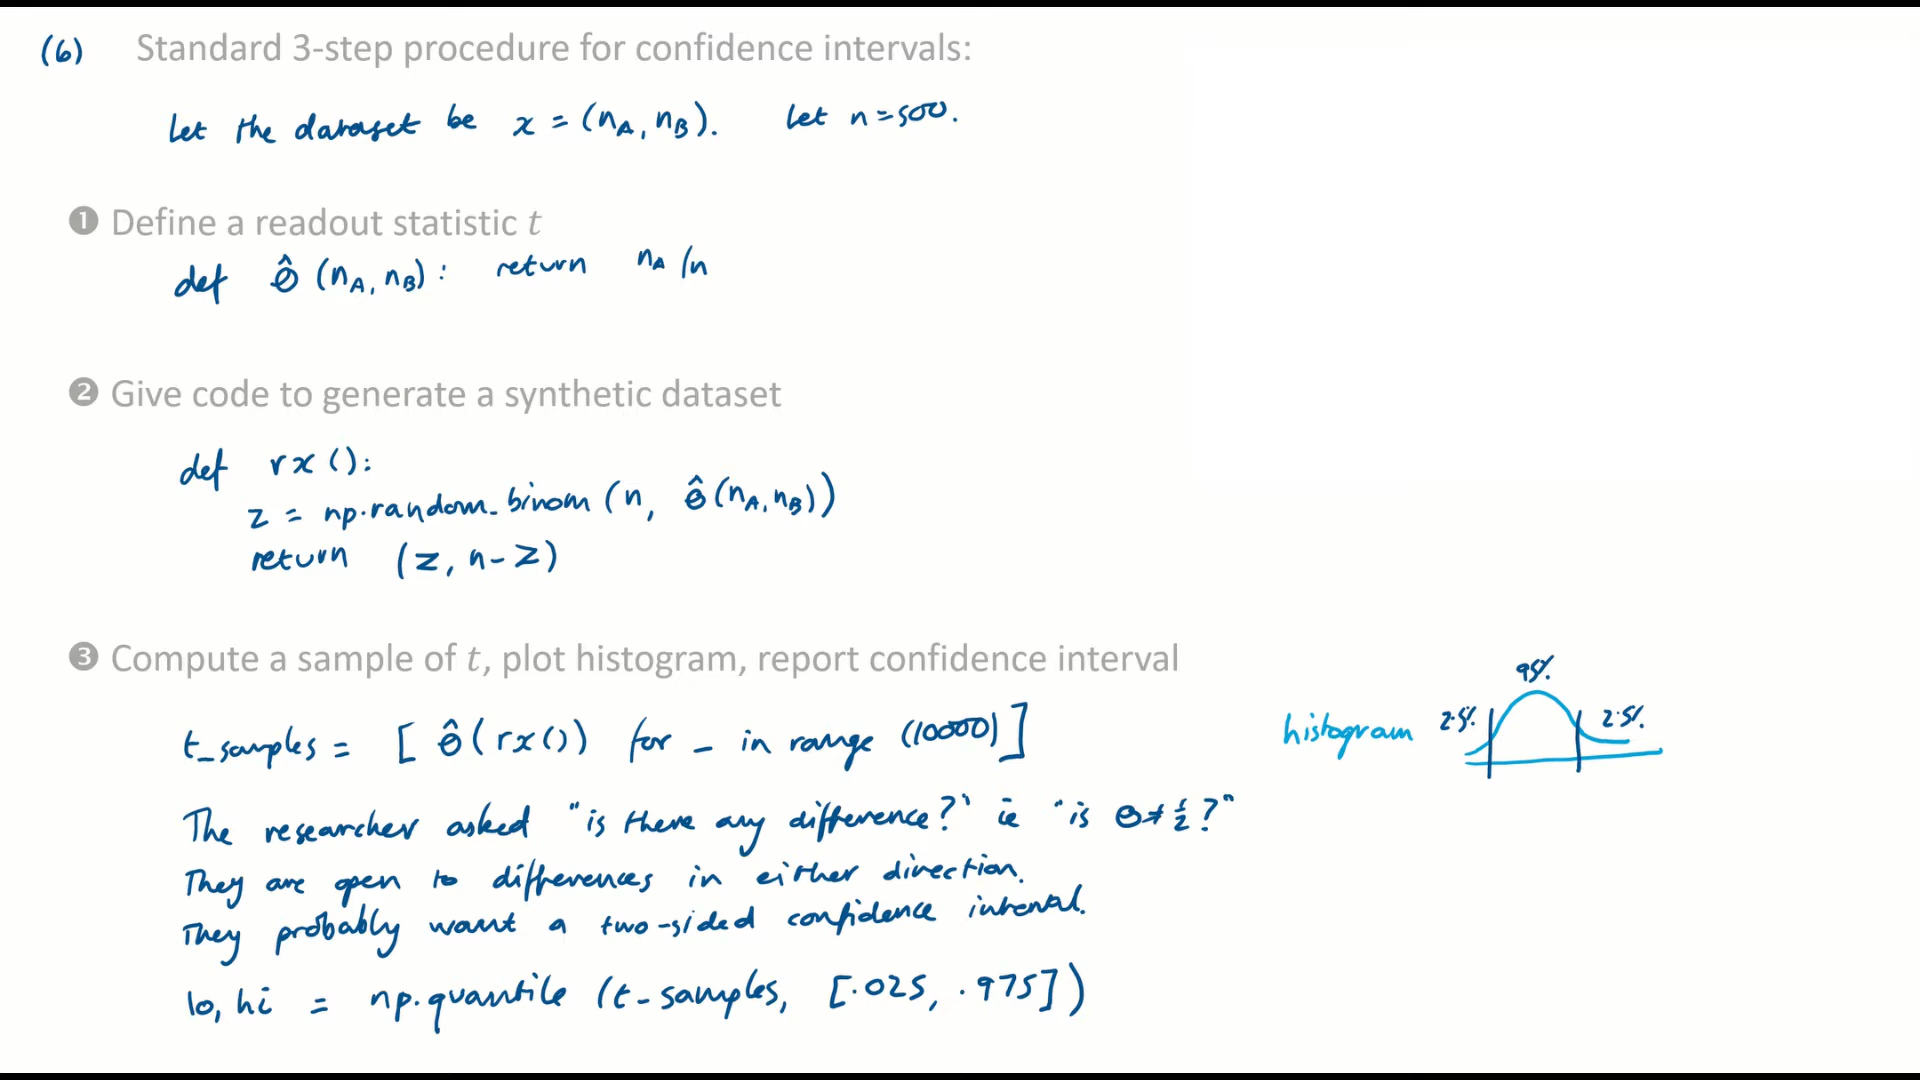 (6) Standard 3-step procedure for confidence intervals:
Let the dataset be x = (nA, nB). Let n=500.
❶ Define a readout statistic t
def θ̂ (nA, nB): return nA/n
❷ Give code to generate a synthetic dataset
def rx():
z = np.random.binom (n, θ̂(nA, nB))
return (z, n-z)
❸ Compute a sample of t, plot histogram, report confidence interval
t_samples = [ θ̂(rx()) for _ in range (10000)]
histogram 2.5% 95% 2.5%
The researcher asked "is there any difference?" ie "is θ≠½?"
They are open to differences in either direction.
They probably want a two-sided confidence interval.
lo, hi = np.quantile (t_samples, [.025, .975])